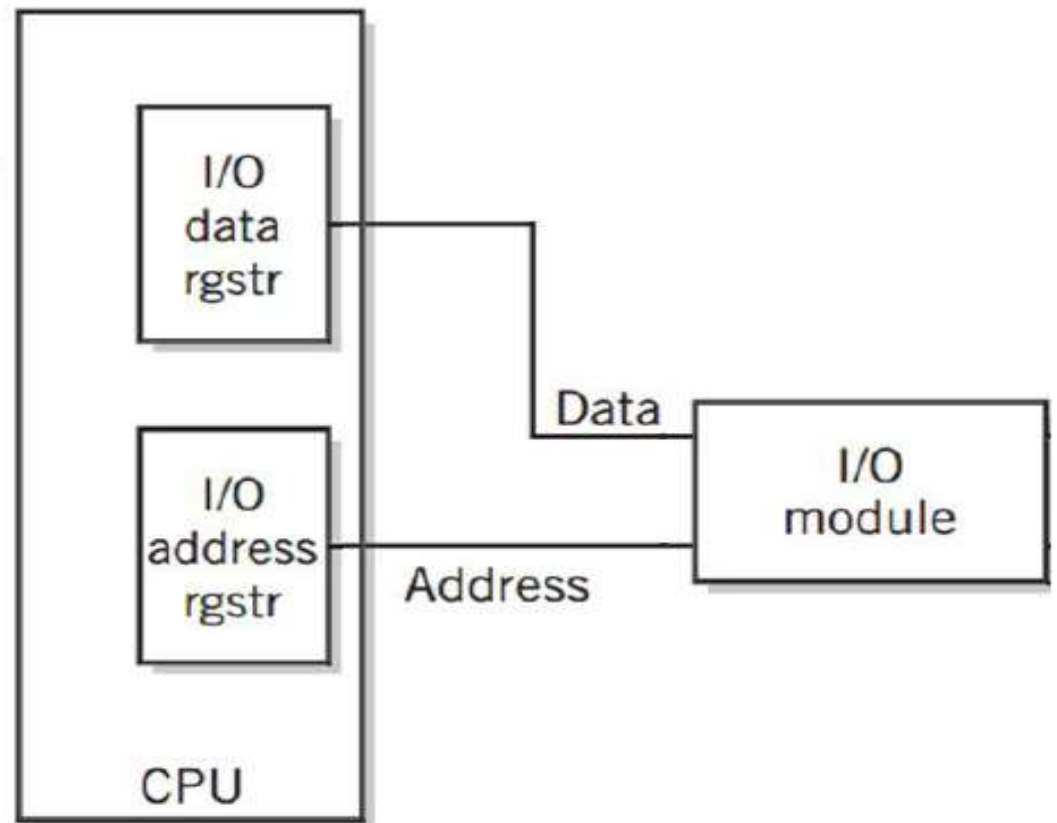 I/O
data
rgstr
Data
I/O
module
I/O
address
rgstr
Address
CPU